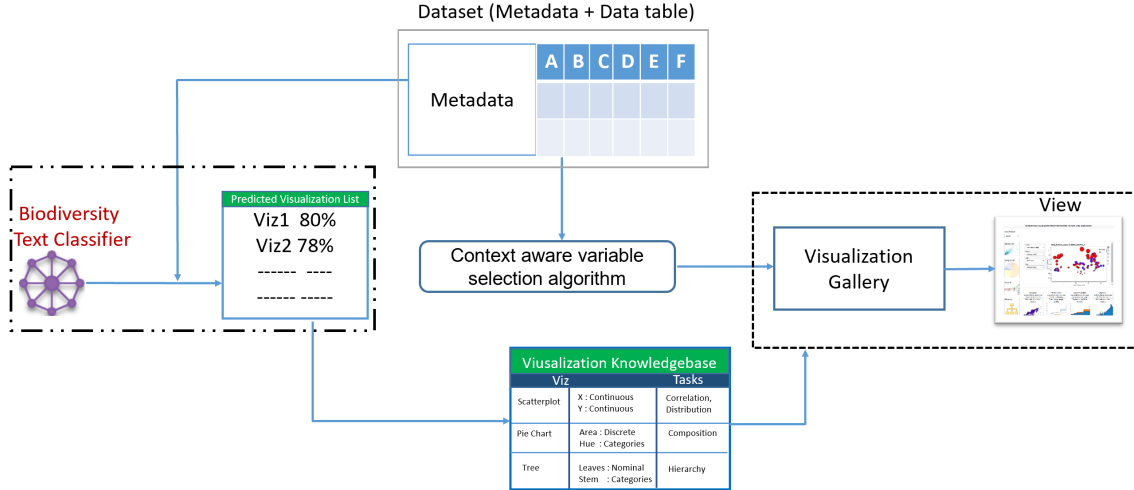 Dataset (Metadata + Data table)
Metadata
A B C D E F
Biodiversity
Text Classifier
Predicted Visualization List
Viz1 80%
Viz2 78%
------ ----
------ -----
Context aware variable
selection algorithm
View
Visualization
Gallery
Viusalization Knowledgebase
Viz Tasks
Scatterplot
X : Continuous
Y : Continuous
Correlation,
Distribution
Pie Chart
Area : Discrete
Hue : Categories
Composition
Tree
Leaves : Nominal
Stem : Categories
Hierarchy